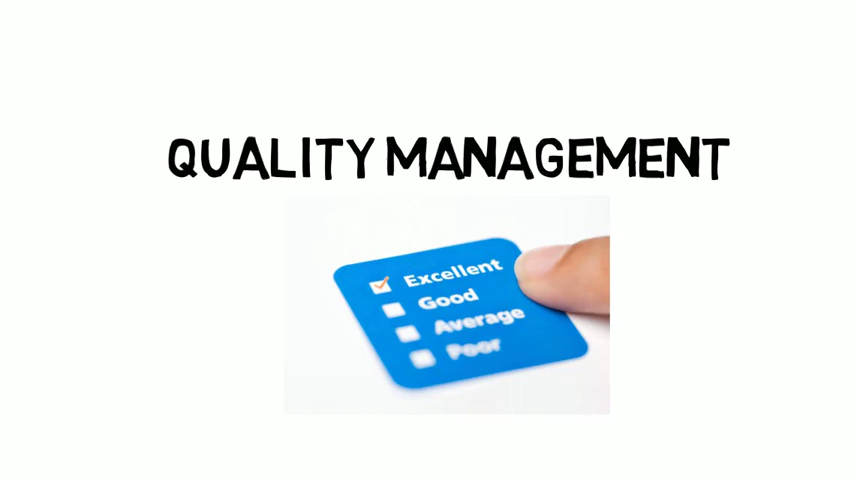 QUALITY MANAGEMENT
Excellent
Good
Average
Poor